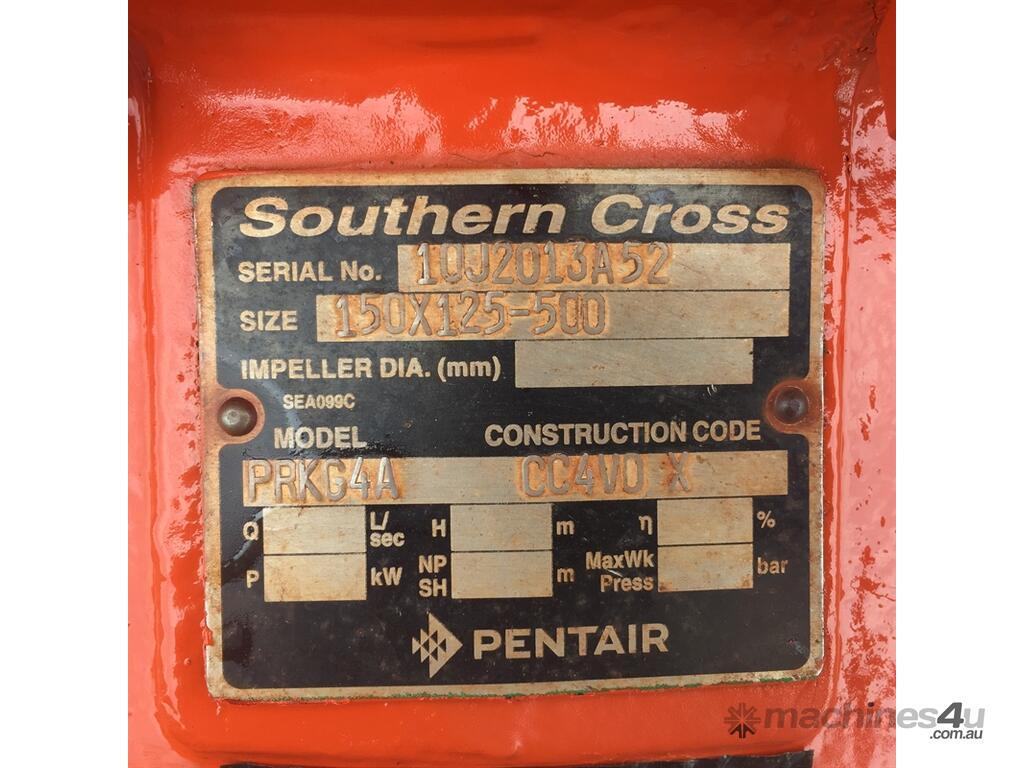 Southern Cross
SERIAL No. 10J2013A52
SIZE 150X125-500
IMPELLER DIA. (mm)
SEA099C
MODEL CONSTRUCTION CODE
PRKG4A CC4VO X
Q L/sec H m η %
P kW NPSH m MaxWk Press bar
PENTAIR
machines4u
.com.au